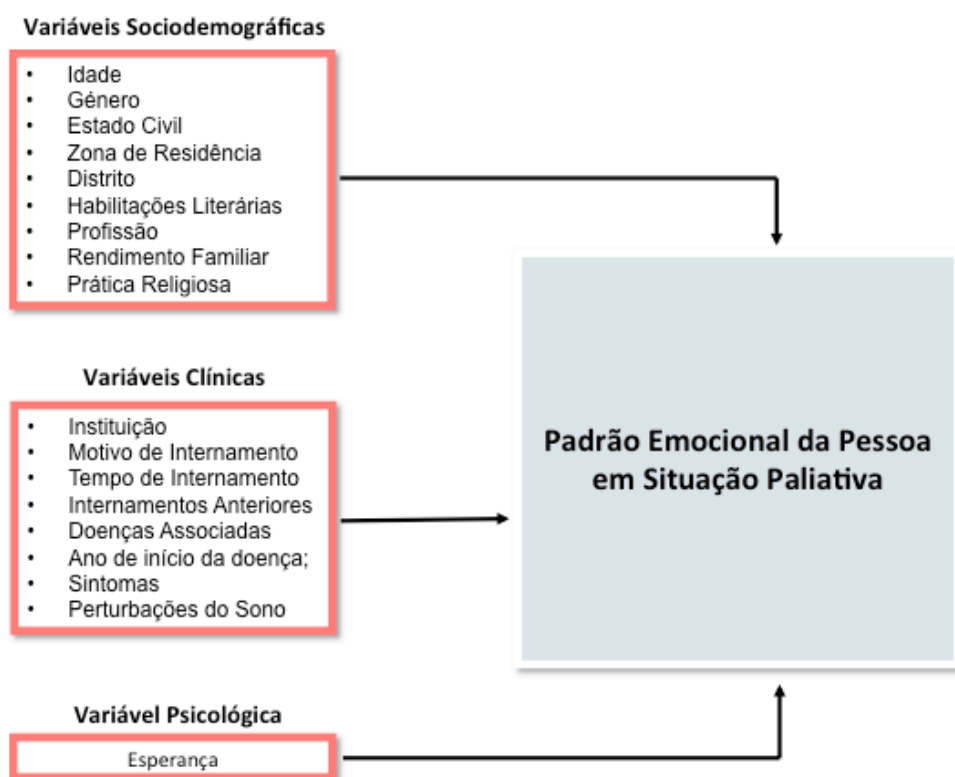 Variáveis Sociodemográficas
• Idade
• Género
• Estado Civil
• Zona de Residência
• Distrito
• Habilitações Literárias
• Profissão
• Rendimento Familiar
• Prática Religiosa
Variáveis Clínicas
• Instituição
• Motivo de Internamento
• Tempo de Internamento
• Internamentos Anteriores
• Doenças Associadas
• Ano de início da doença;
• Sintomas
• Perturbações do Sono
Padrão Emocional da Pessoa
em Situação Paliativa
Variável Psicológica
Esperança